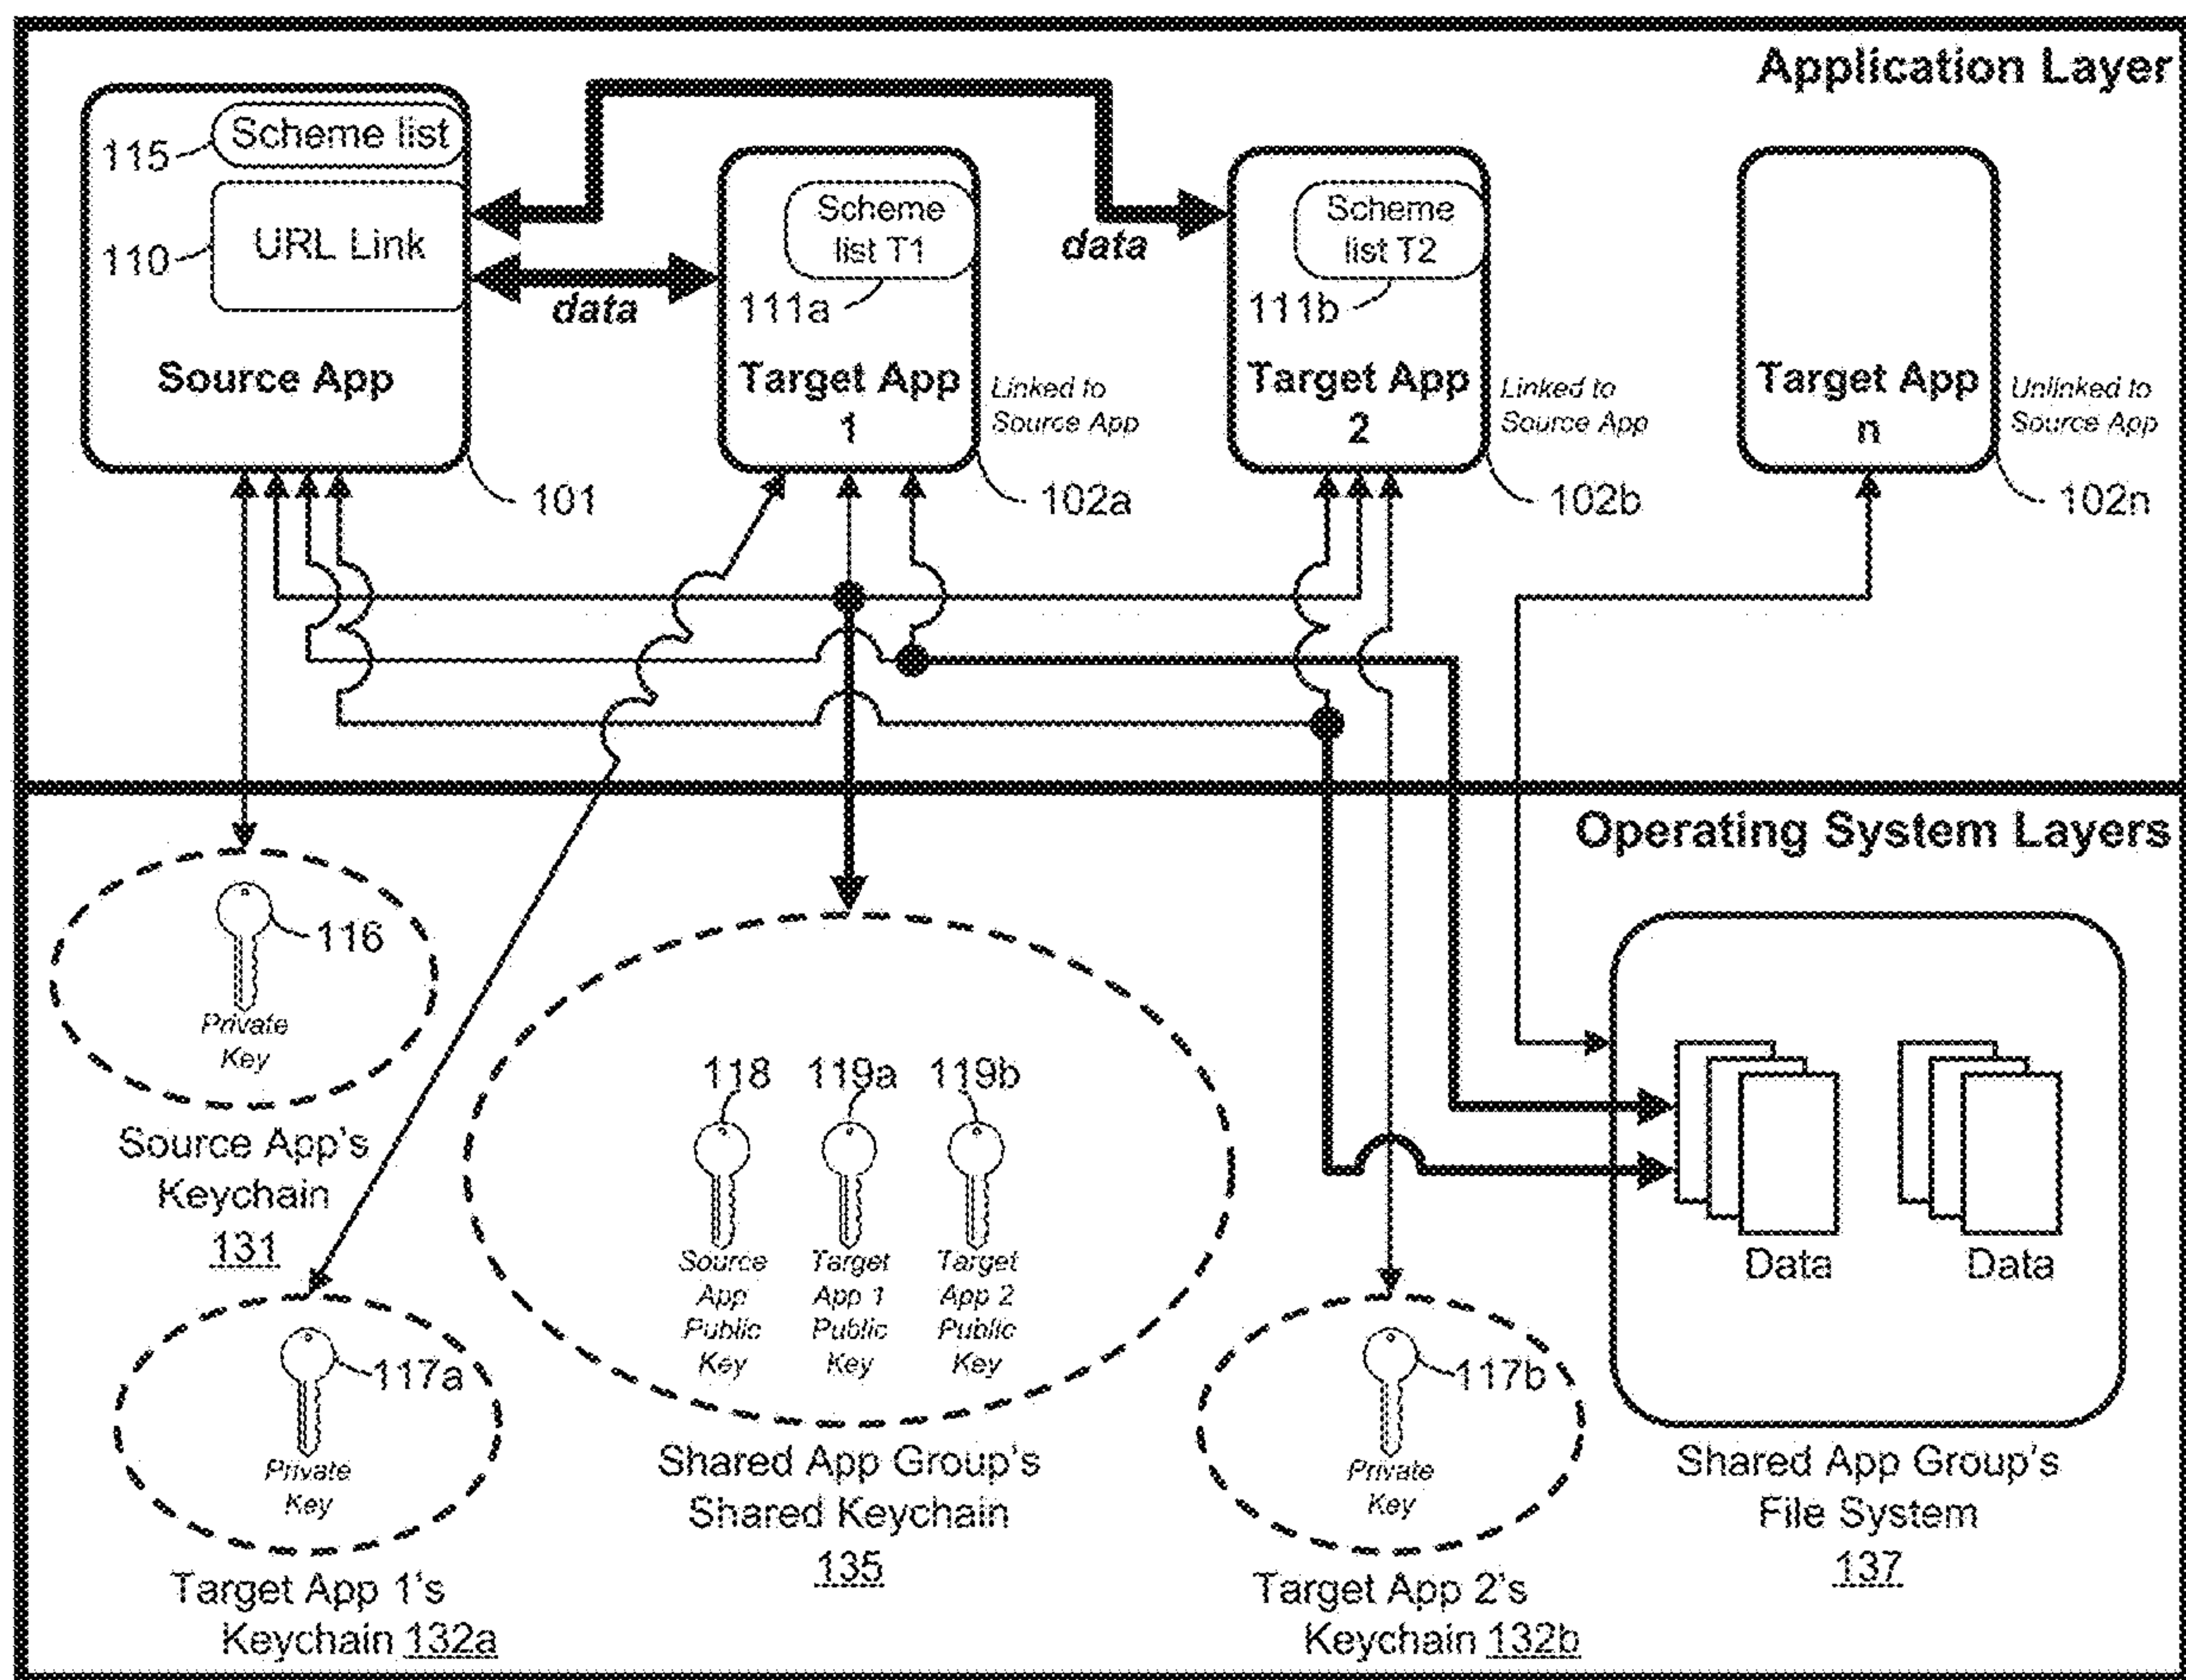 Application Layer
Scheme list
115
URL Link
110
Source App
101
data
Scheme
list T1
111a
Target App
1
Linked to
Source App
102a
data
Scheme
list T2
111b
Target App
2
Linked to
Source App
102b
Target App
n
Unlinked to
Source App
102n
Operating System Layers
116
Private
Key
Source App's
Keychain
131
117a
Private
Key
Target App 1's
Keychain 132a
118
119a
119b
Source
App
Public
Key
Target
App 1
Public
Key
Target
App 2
Public
Key
Shared App Group's
Shared Keychain
135
117b
Private
Key
Target App 2's
Keychain 132b
Data
Data
Shared App Group's
File System
137